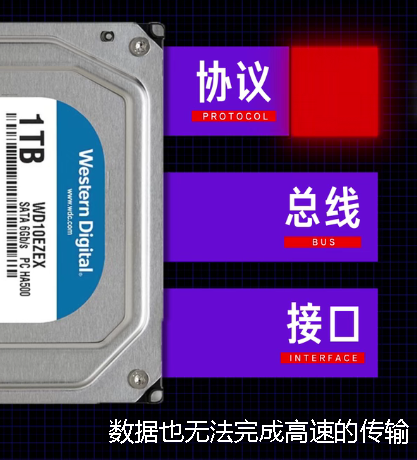 协议
PROTOCOL
总线
BUS
接口
INTERFACE
1TB
WD10EZEX
SATA 6Gb/s PC HA500
Western Digital®
www.wdc.com
数据也无法完成高速的传输